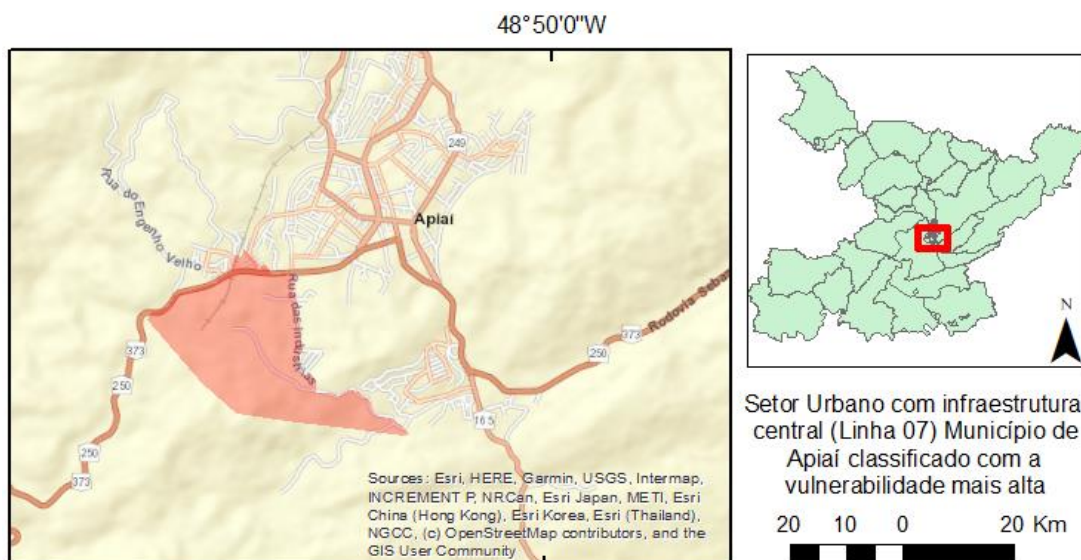 48°50'0"W
249
Apiaí
Rua do Engenho Velho
Rua das Indústrias
Rodovia Seba
373
250
373
250
250
373
165
Sources: Esri, HERE, Garmin, USGS, Intermap,
INCREMENT P, NRCan, Esri Japan, METI, Esri
China (Hong Kong), Esri Korea, Esri (Thailand),
NGCC, (c) OpenStreetMap contributors, and the
GIS User Community
N
Setor Urbano com infraestrutura
central (Linha 07) Município de
Apiaí classificado com a
vulnerabilidade mais alta
20 10 0 20 Km